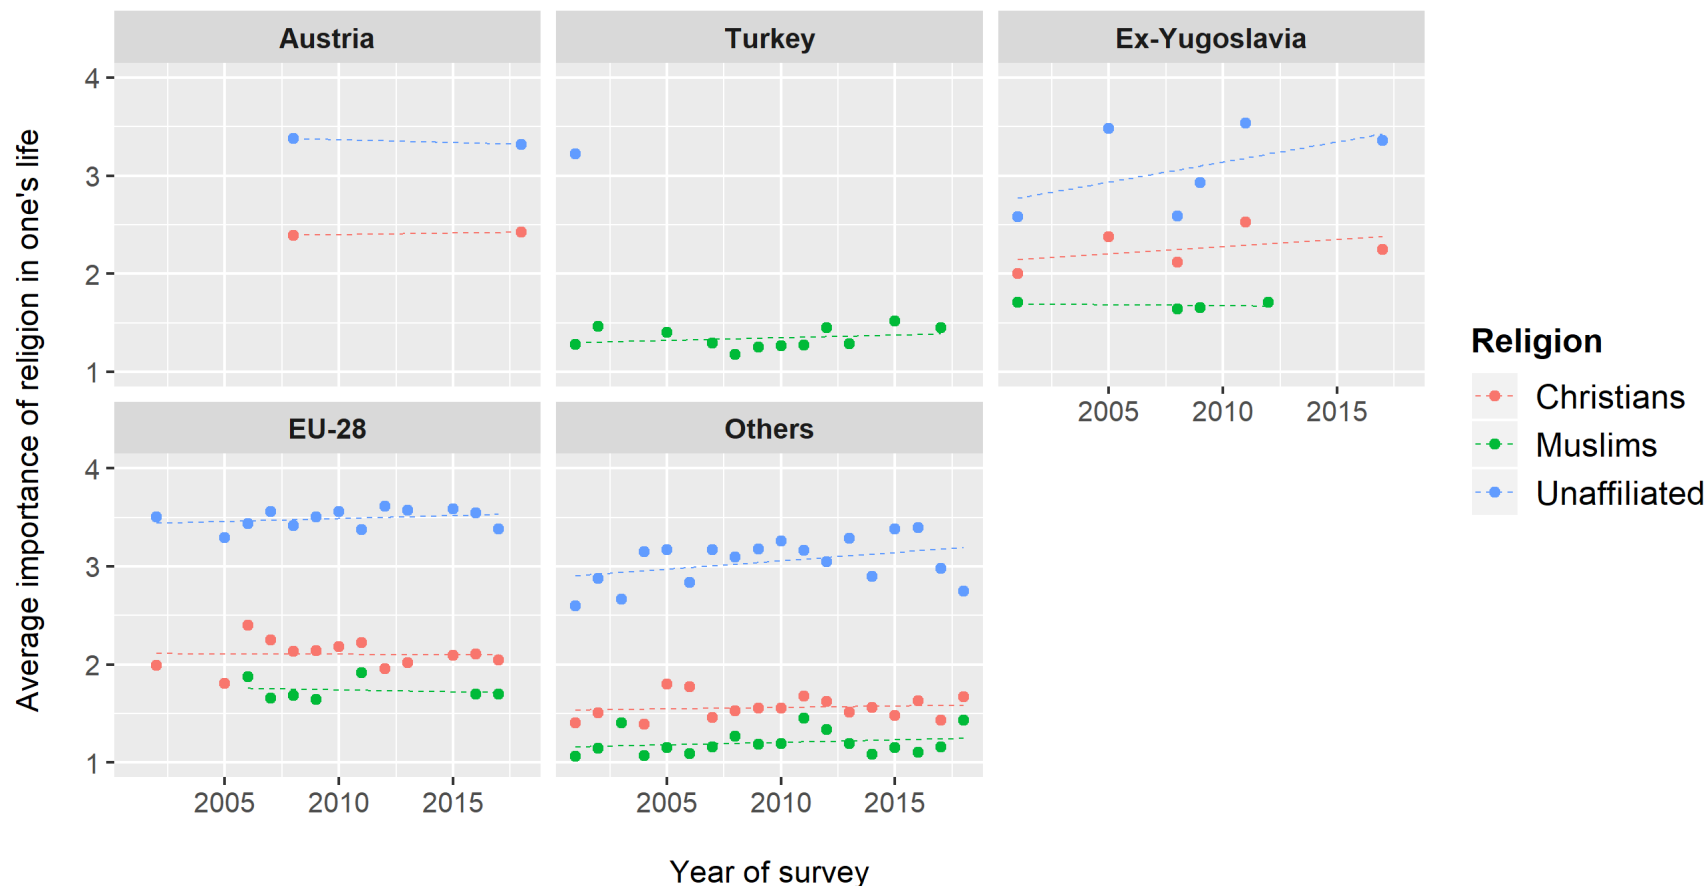 Austria
Turkey
Ex-Yugoslavia
4
3
2
1
2005 2010 2015
EU-28
Others
4
3
2
1
2005 2010 2015
2005 2010 2015
Average importance of religion in one's life
Year of survey
Religion
Christians
Muslims
Unaffiliated